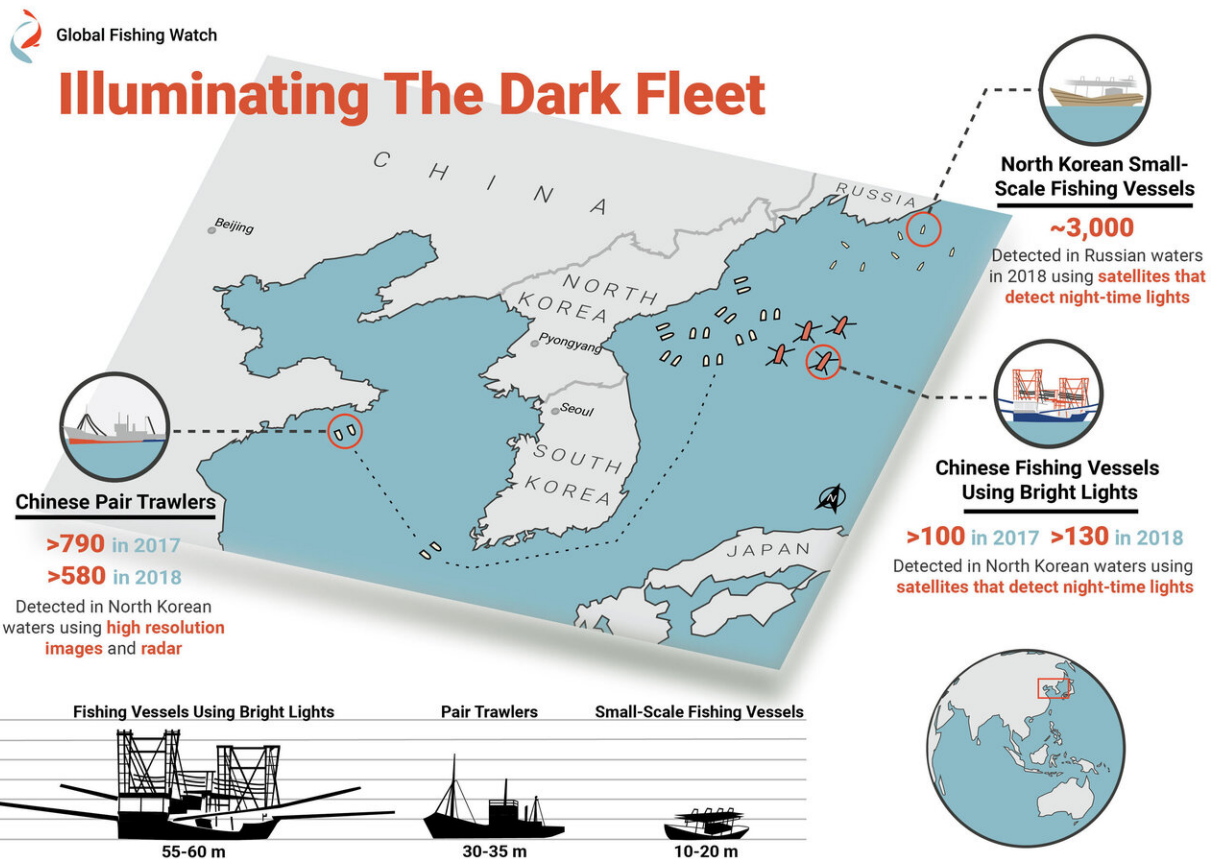 Global Fishing Watch
Illuminating The Dark Fleet
CHINA
RUSSIA
Beijing
NORTH
KOREA
Pyongyang
Seoul
SOUTH
KOREA
JAPAN
N
North Korean Small-
Scale Fishing Vessels
~3,000
Detected in Russian waters
in 2018 using satellites that
detect night-time lights
Chinese Fishing Vessels
Using Bright Lights
>100 in 2017 >130 in 2018
Detected in North Korean waters using
satellites that detect night-time lights
Chinese Pair Trawlers
>790 in 2017
>580 in 2018
Detected in North Korean
waters using high resolution
images and radar
Fishing Vessels Using Bright Lights
Pair Trawlers
Small-Scale Fishing Vessels
55-60 m
30-35 m
10-20 m